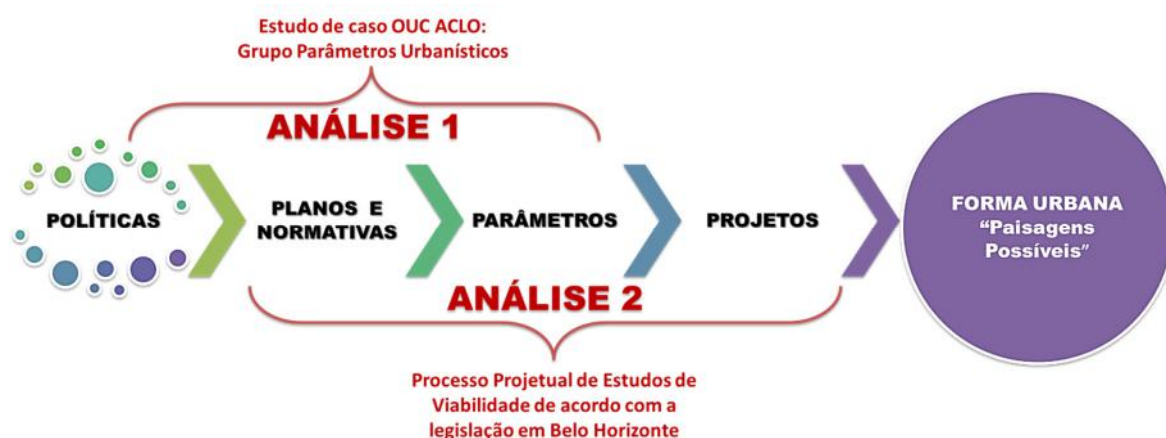 Estudo de caso OUC ACLO:
Grupo Parâmetros Urbanísticos
ANÁLISE 1
POLÍTICAS
PLANOS E
NORMATIVAS
PARÂMETROS
PROJETOS
FORMA URBANA
“Paisagens
Possíveis”
ANÁLISE 2
Processo Projetual de Estudos de
Viabilidade de acordo com a
legislação em Belo Horizonte